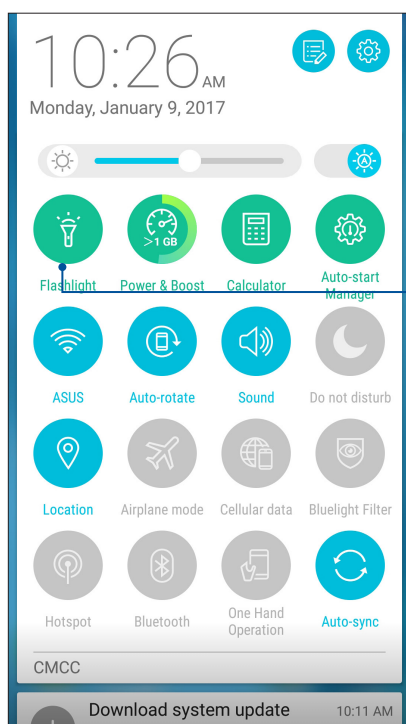 10:26 AM
Monday, January 9, 2017
A
>1 GB
Flashlight Power & Boost Calculator Auto-start Manager
ASUS Auto-rotate Sound Do not disturb
Location Airplane mode Cellular data Bluelight Filter
Hotspot Bluetooth One Hand Operation Auto-sync
CMCC
Download system update 10:11 AM